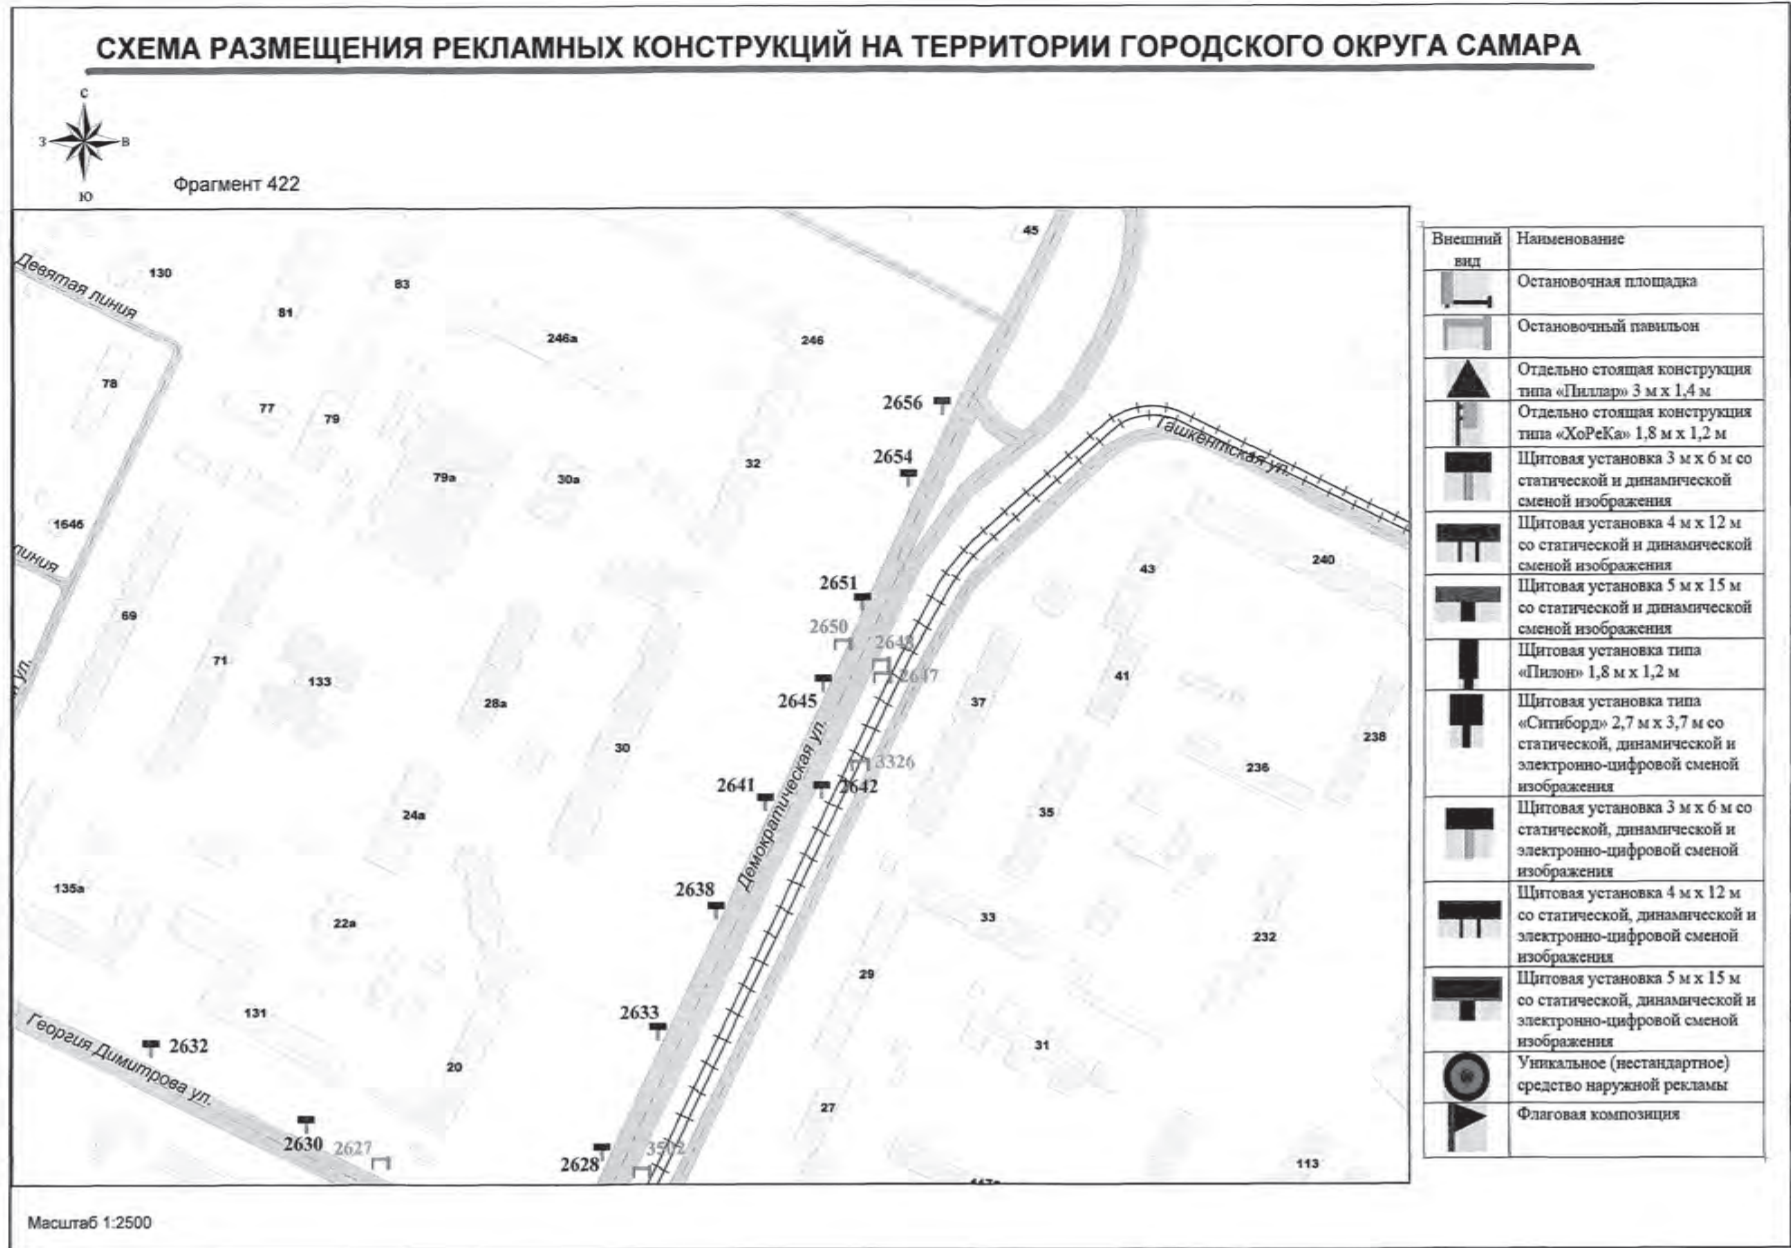 СХЕМА РАЗМЕЩЕНИЯ РЕКЛАМНЫХ КОНСТРУКЦИЙ НА ТЕРРИТОРИИ ГОРОДСКОГО ОКРУГА САМАРА
С
З
В
Ю
Фрагмент 422
45
Девятая линия
130
83
81
246а
246
78
77
79
2656
Ташкентская ул.
2654
32
79а
30а
1646
линия
240
43
2651
69
2650
2648
71
133
2647
41
2645
28а
37
30
238
Демократическая ул.
3326
236
2641
2642
24а
35
135а
2638
22а
33
232
29
131
2633
Георгия Димитрова ул.
2632
31
20
27
2630
2627
2628
3502
113
117а
Внешний вид
Наименование
Остановочная площадка
Остановочный павильон
Отдельно стоящая конструкция
типа «Пиллар» 3 м х 1,4 м
Отдельно стоящая конструкция
типа «ХоРеКа» 1,8 м х 1,2 м
Щитовая установка 3 м х 6 м со
статической и динамической
сменой изображения
Щитовая установка 4 м х 12 м
со статической и динамической
сменой изображения
Щитовая установка 5 м х 15 м
со статической и динамической
сменой изображения
Щитовая установка типа
«Пилон» 1,8 м х 1,2 м
Щитовая установка типа
«Ситиборд» 2,7 м х 3,7 м со
статической, динамической и
электронно-цифровой сменой
изображения
Щитовая установка 3 м х 6 м со
статической, динамической и
электронно-цифровой сменой
изображения
Щитовая установка 4 м х 12 м
со статической, динамической и
электронно-цифровой сменой
изображения
Щитовая установка 5 м х 15 м
со статической, динамической и
электронно-цифровой сменой
изображения
Уникальное (нестандартное)
средство наружной рекламы
Флаговая композиция
Масштаб 1:2500